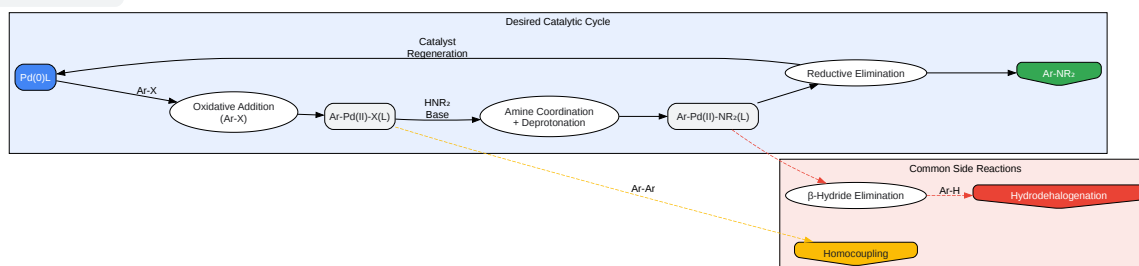 Desired Catalytic Cycle
Catalyst
Regeneration
Pd(0)L
Ar-X
Oxidative Addition
(Ar-X)
Ar-Pd(II)-X(L)
HNR₂
Base
Amine Coordination
+ Deprotonation
Ar-Pd(II)-NR₂(L)
Reductive Elimination
Ar-NR₂
Common Side Reactions
Ar-Ar
β-Hydride Elimination
Ar-H
Hydrodehalogenation
Homocoupling